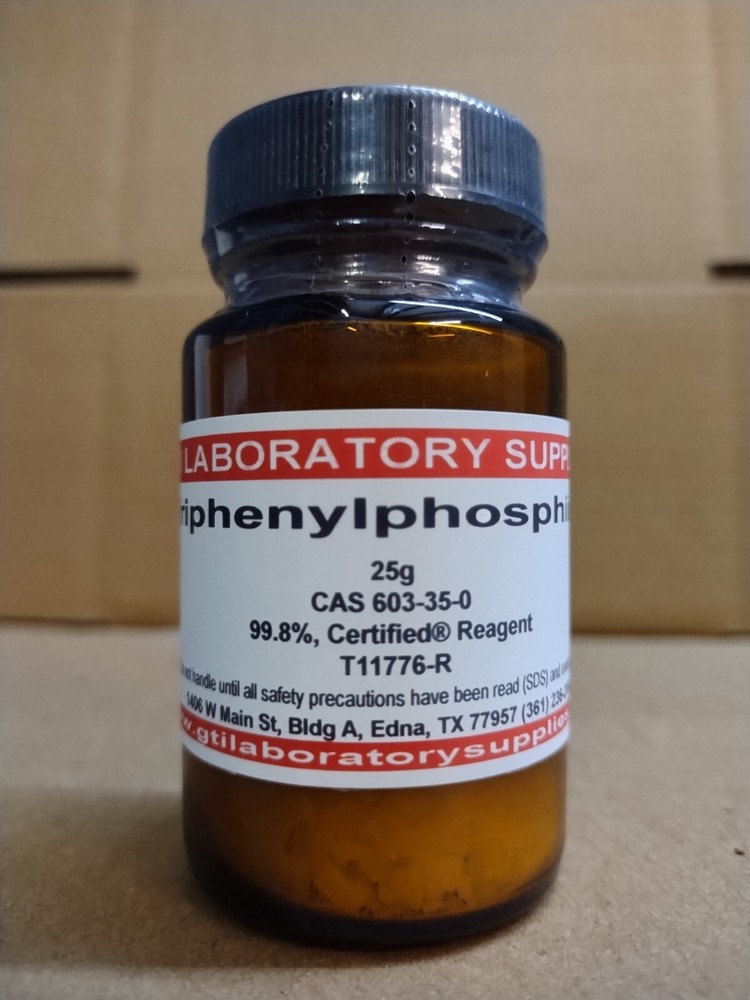 LABORATORY SUPP
riphenylphosphi
25g
CAS 603-35-0
99.8%, Certified® Reagent
T11776-R
not handle until all safety precautions have been read (SDS) and
1406 W Main St, Bldg A, Edna, TX 77957 (361)
w.gtilaboratorysupplies